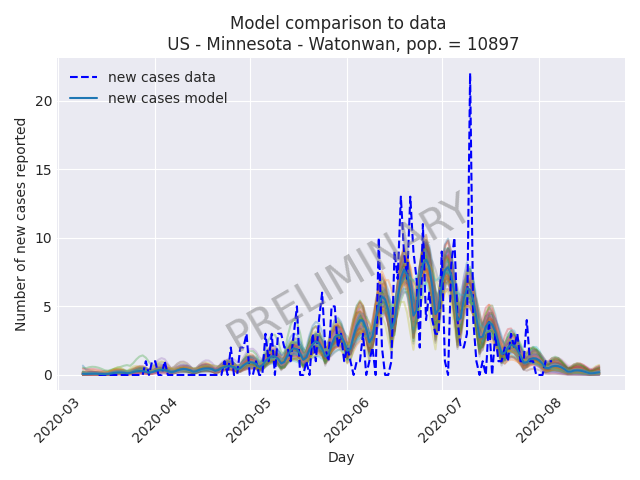 Model comparison to data
US - Minnesota - Watonwan, pop. = 10897
new cases data
new cases model
PRELIMINARY
Number of new cases reported
20
15
10
5
0
2020-03
2020-04
2020-05
2020-06
2020-07
2020-08
Day